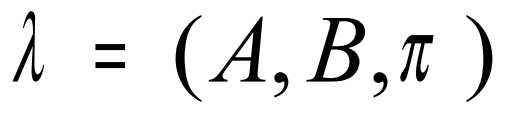 λ = (A, B, π )